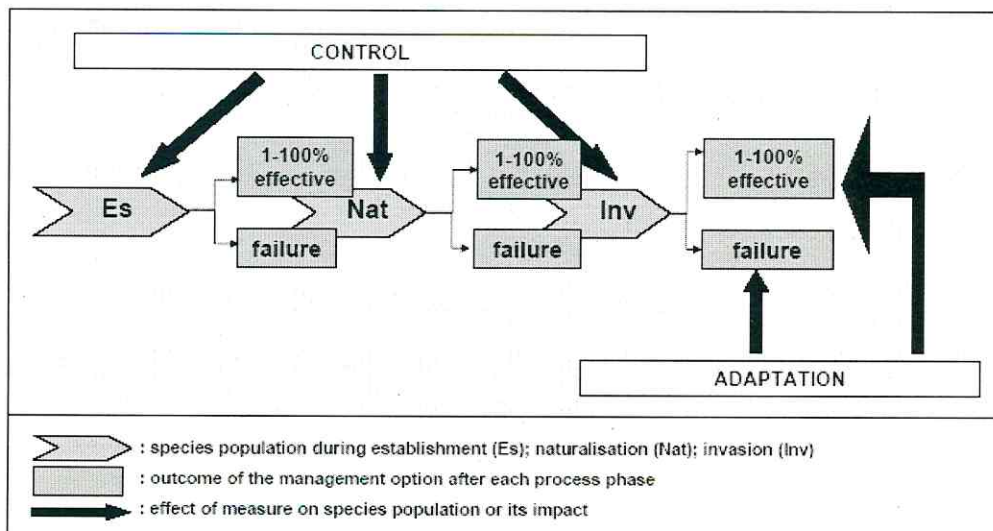 CONTROL
1-100%
effective
1-100%
effective
1-100%
effective
Es
Nat
Inv
failure
failure
failure
ADAPTATION
: species population during establishment (Es); naturalisation (Nat); invasion (Inv)
: outcome of the management option after each process phase
: effect of measure on species population or its impact